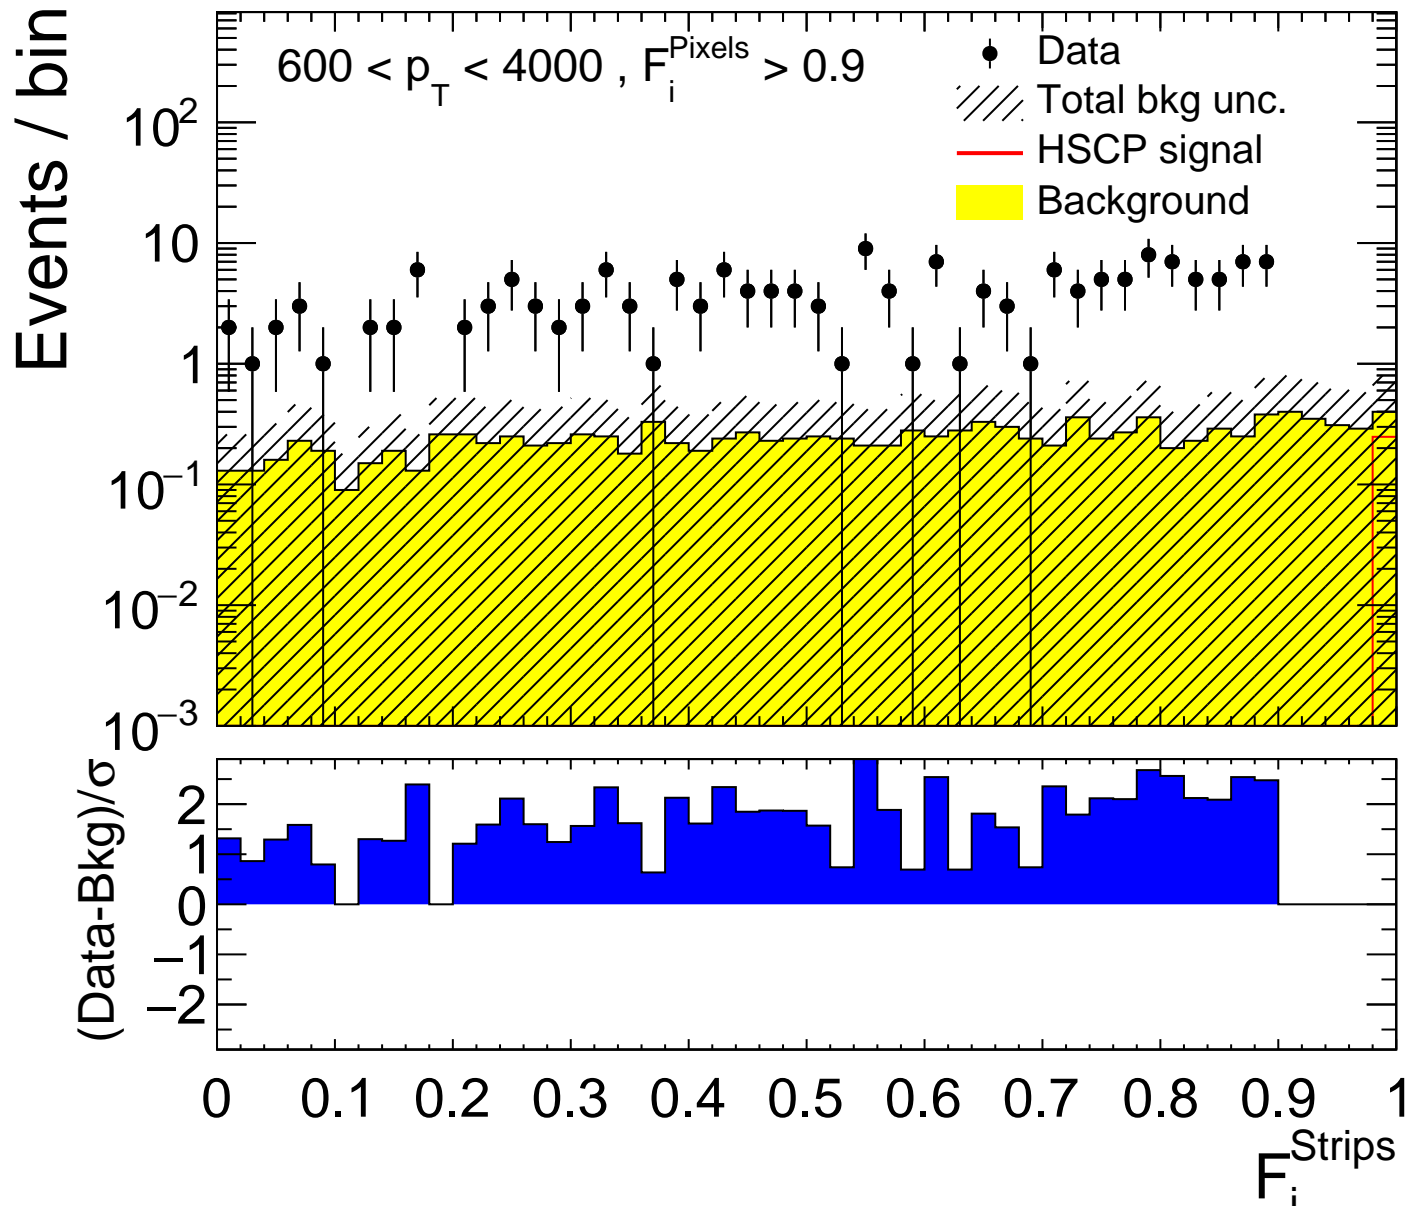 Events / bin
600 < p_T < 4000 , F_i^Pixels > 0.9
Data
Total bkg unc.
HSCP signal
Background
10²
10
1
10⁻¹
10⁻²
10⁻³
(Data-Bkg)/σ
2
1
0
−1
−2
0 0.1 0.2 0.3 0.4 0.5 0.6 0.7 0.8 0.9 1
F_i^Strips